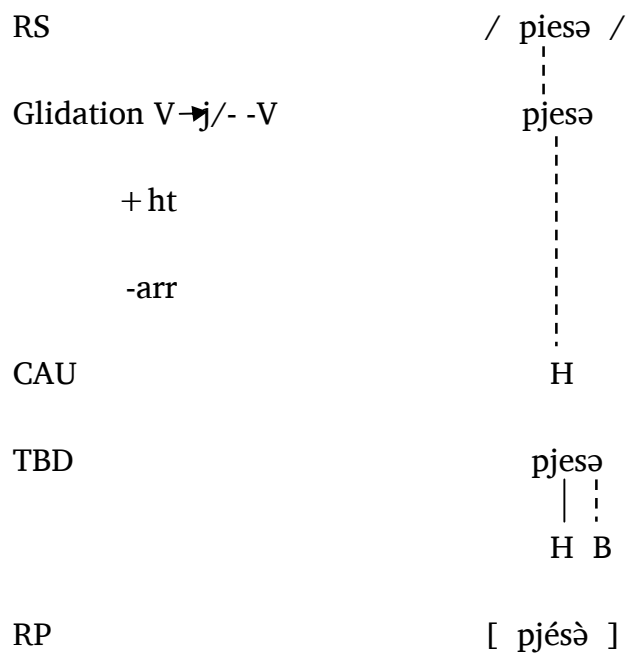 RS / piesə /
Glidation V→j/- -V pjesə
+ ht
-arr
CAU H
TBD pjesə
H B
RP [ pjésə̀ ]